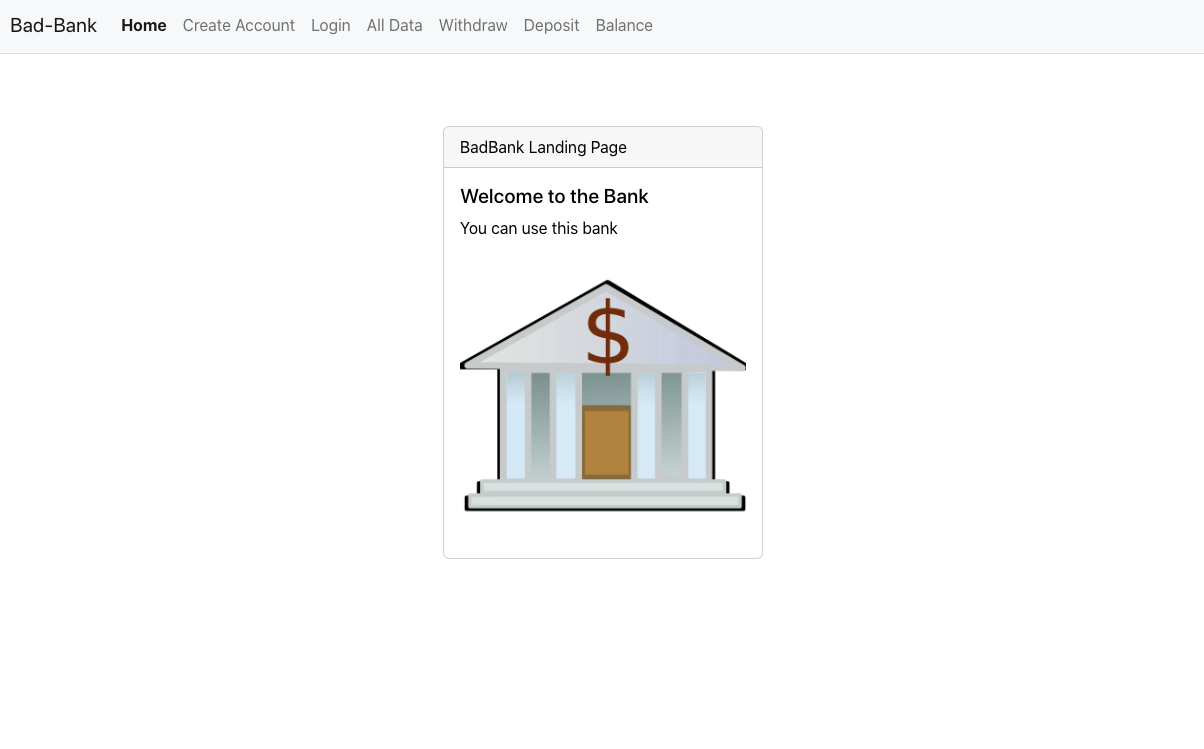 Bad-Bank Home Create Account Login All Data Withdraw Deposit Balance
BadBank Landing Page
Welcome to the Bank
You can use this bank
$